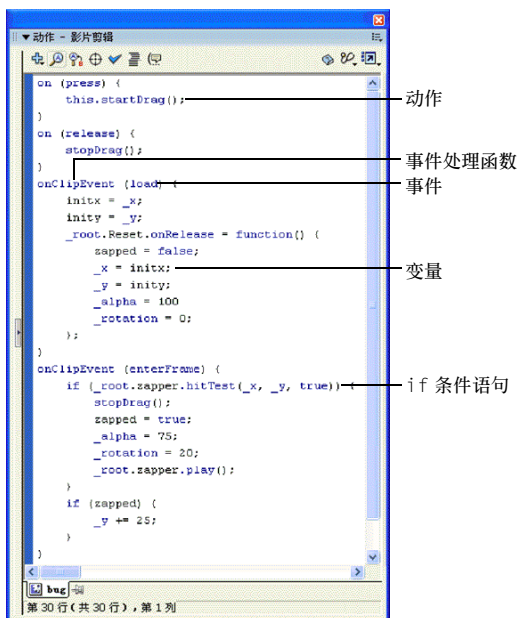 动作 - 影片剪辑
on (press) {
this.startDrag();
动作
}
on (release) {
stopDrag();
}
事件处理函数
onClipEvent (load) {
事件
initx = _x;
inity = _y;
_root.Reset.onRelease = function() {
zapped = false;
_x = initx;
变量
_y = inity;
_alpha = 100
_rotation = 0;
};
}
onClipEvent (enterFrame) {
if (_root.zapper.hitTest(_x, _y, true)) {
if 条件语句
stopDrag();
zapped = true;
_alpha = 75;
_rotation = 20;
_root.zapper.play();
}
if (zapped) {
_y += 25;
}
}
bug
第 30 行(共 30 行)，第 1 列